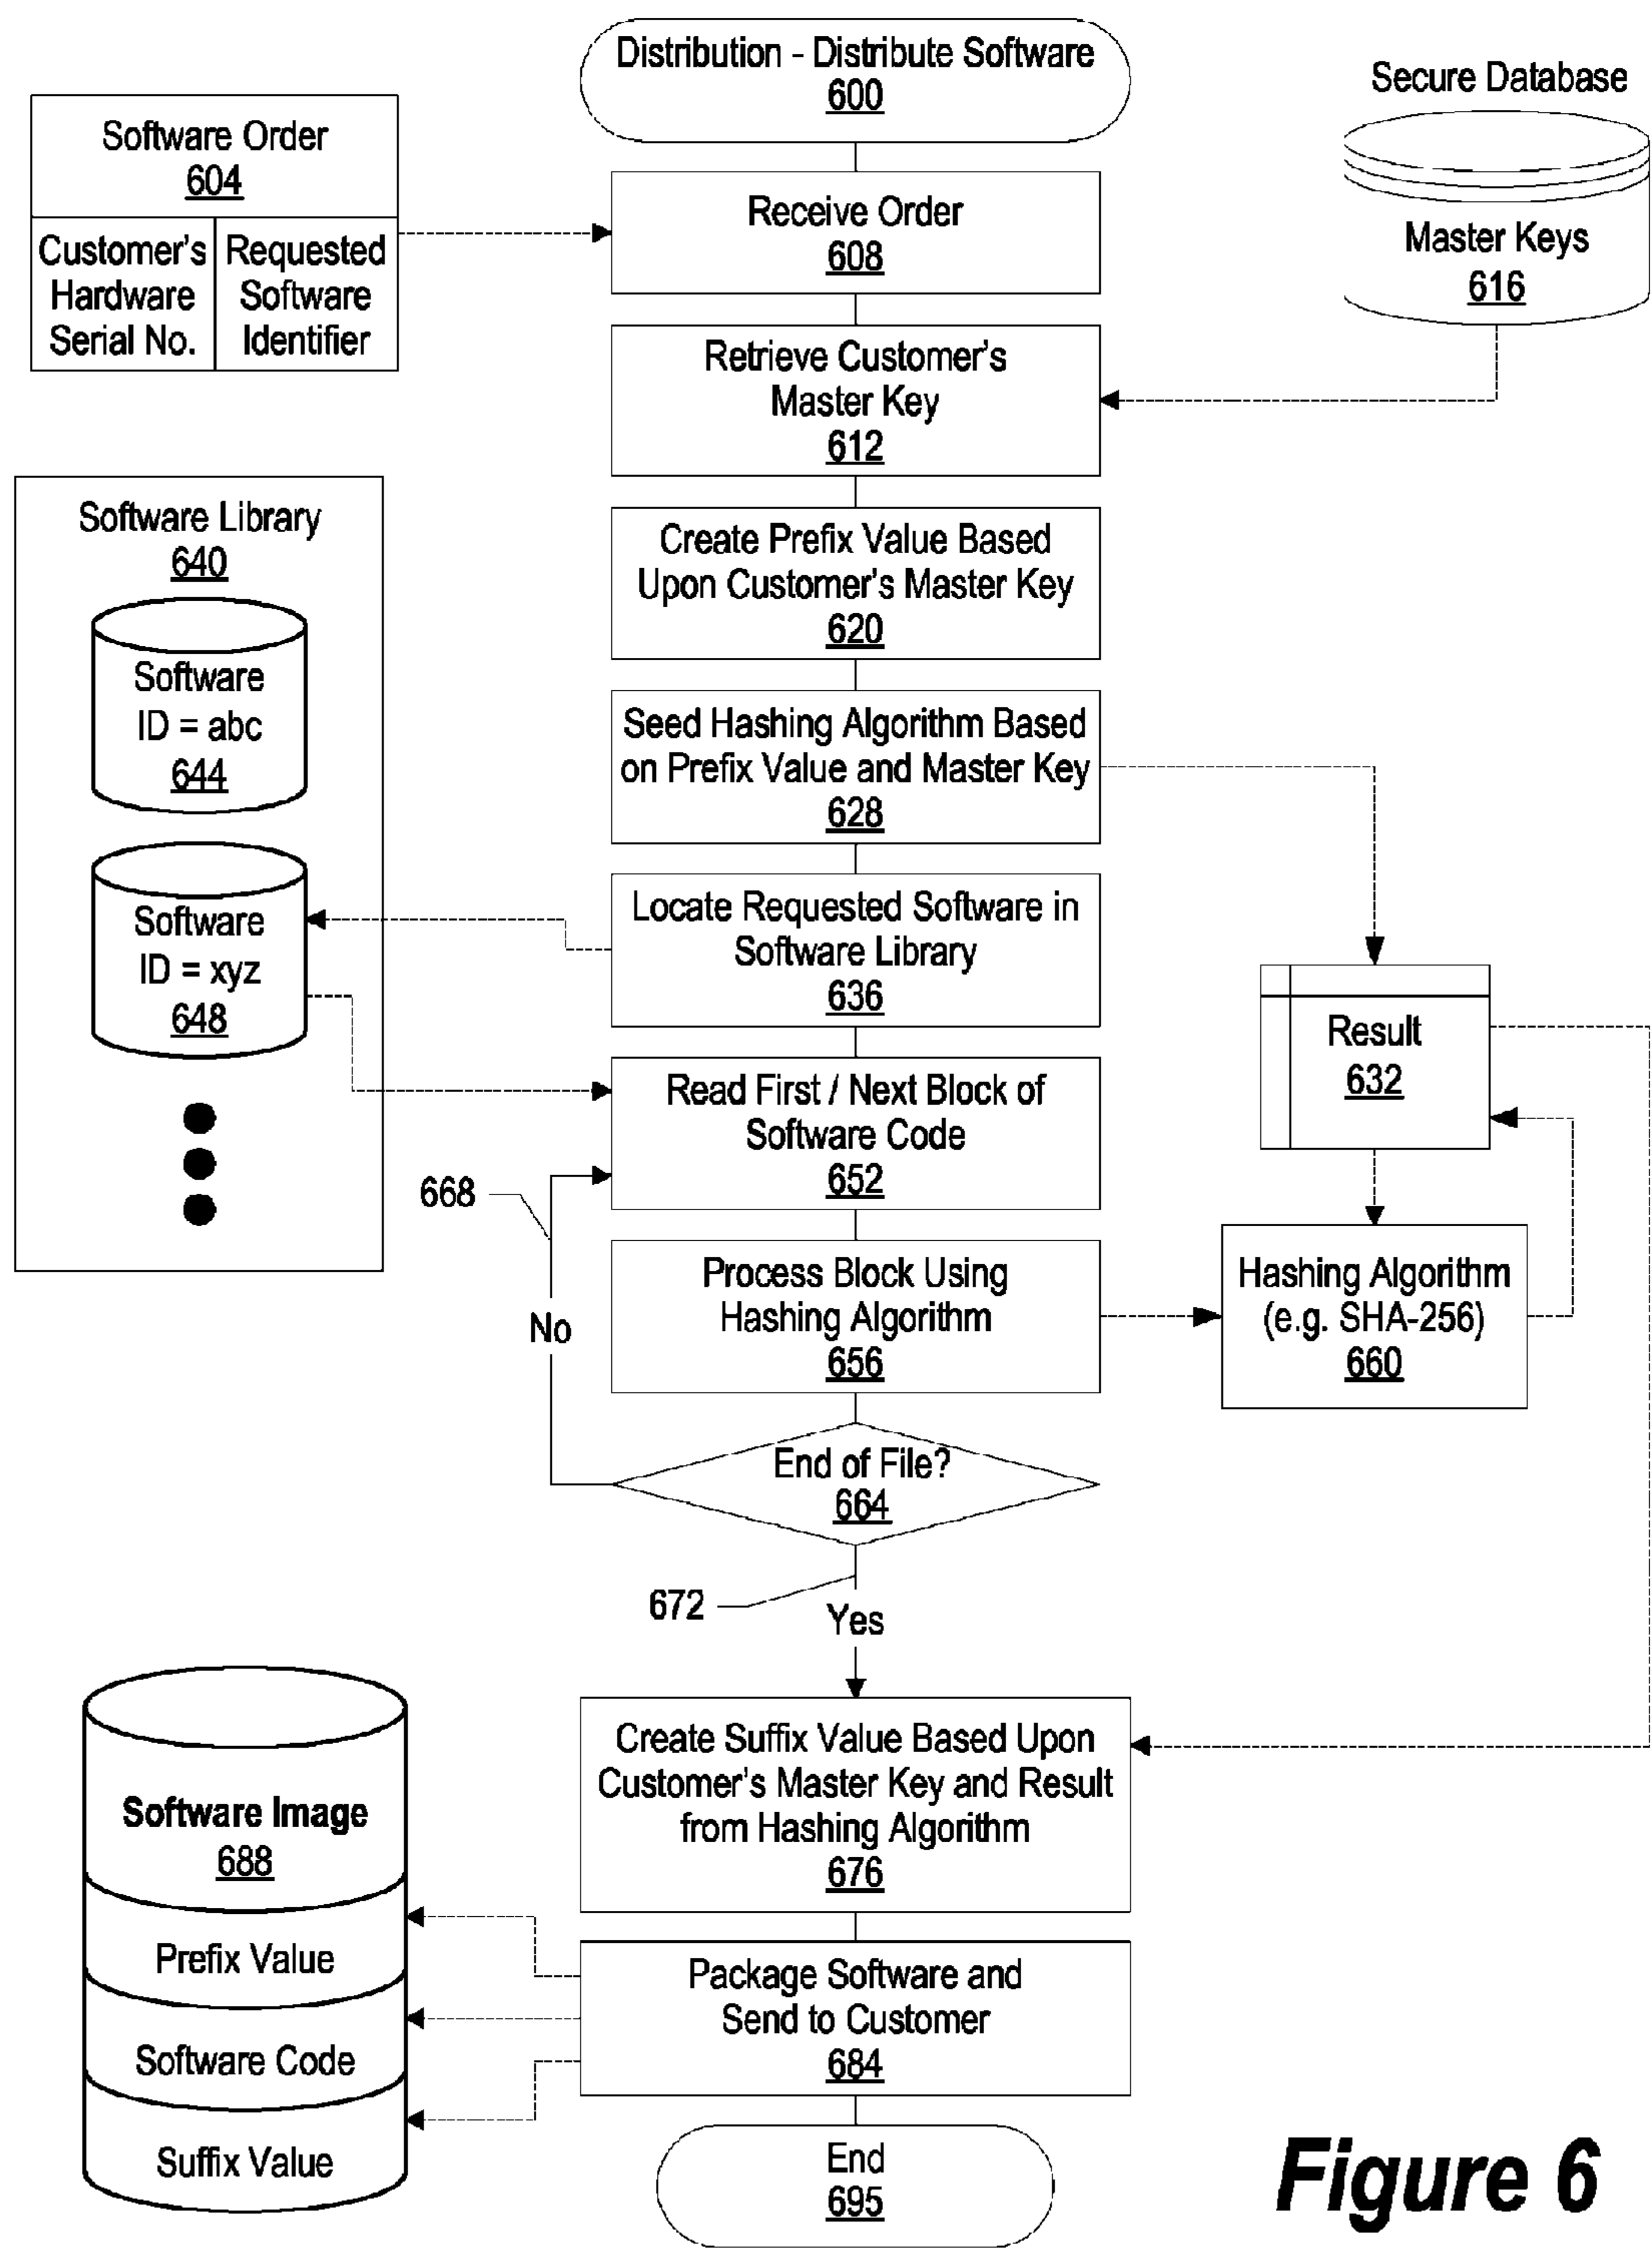 Distribution - Distribute Software
600
Secure Database
Software Order
604
Customer's
Hardware
Serial No.
Requested
Software
Identifier
Receive Order
608
Master Keys
616
Retrieve Customer's
Master Key
612
Software Library
640
Create Prefix Value Based
Upon Customer's Master Key
620
Software
ID = abc
644
Seed Hashing Algorithm Based
on Prefix Value and Master Key
628
Software
ID = xyz
648
Locate Requested Software in
Software Library
636
Result
632
Read First / Next Block of
Software Code
652
668
No
Process Block Using
Hashing Algorithm
656
Hashing Algorithm
(e.g. SHA-256)
660
End of File?
664
672
Yes
Create Suffix Value Based Upon
Customer's Master Key and Result
from Hashing Algorithm
676
Software Image
688
Prefix Value
Software Code
Suffix Value
Package Software and
Send to Customer
684
End
695
Figure 6